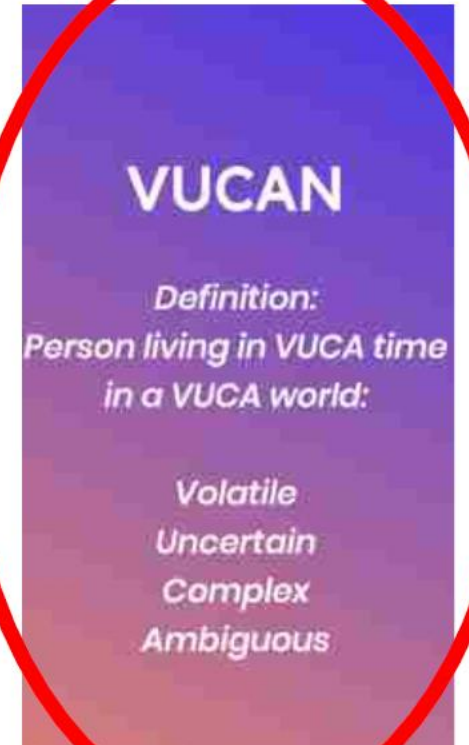 VUCAN
Definition:
Person living in VUCA time
in a VUCA world:
Volatile
Uncertain
Complex
Ambiguous